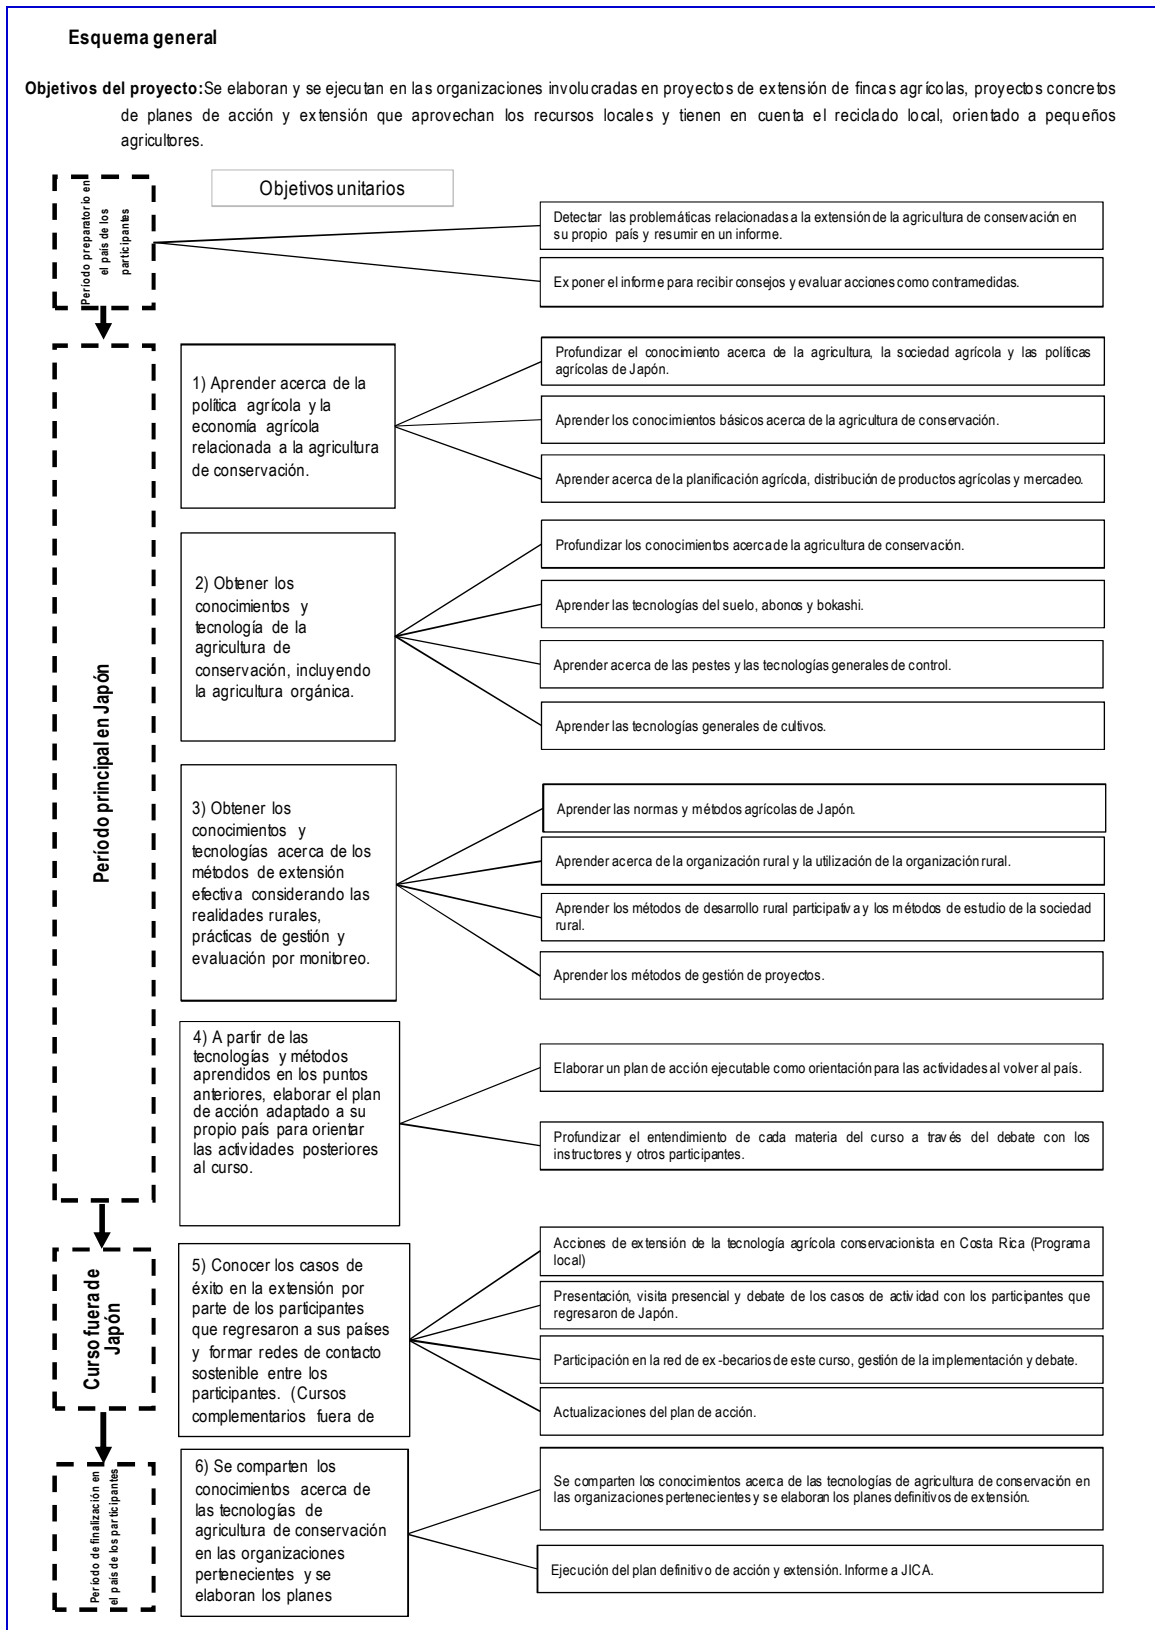 Esquema general
Objetivos del proyecto:Se elaboran y se ejecutan en las organizaciones involucradas en proyectos de extensión de fincas agrícolas, proyectos concretos
de planes de acción y extensión que aprovechan los recursos locales y tienen en cuenta el reciclado local, orientado a pequeños
agricultores.
Período preparatorio en
el país de los
participantes
Objetivos unitarios
Detectar las problemáticas relacionadas a la extensión de la agricultura de conservación en
su propio país y resumir en un informe.
Exponer el informe para recibir consejos y evaluar acciones como contramedidas.
Período principal en Japón
1) Aprender acerca de la
política agrícola y la
economía agrícola
relacionada a la agricultura
de conservación.
Profundizar el conocimiento acerca de la agricultura, la sociedad agrícola y las políticas
agrícolas de Japón.
Aprender los conocimientos básicos acerca de la agricultura de conservación.
Aprender acerca de la planificación agrícola, distribución de productos agrícolas y mercadeo.
2) Obtener los
conocimientos y
tecnología de la
agricultura de
conservación, incluyendo
la agricultura orgánica.
Profundizar los conocimientos acerca de la agricultura de conservación.
Aprender las tecnologías del suelo, abonos y bokashi.
Aprender acerca de las pestes y las tecnologías generales de control.
Aprender las tecnologías generales de cultivos.
3) Obtener los
conocimientos y
tecnologías acerca de los
métodos de extensión
efectiva considerando las
realidades rurales,
prácticas de gestión y
evaluación por monitoreo.
Aprender las normas y métodos agrícolas de Japón.
Aprender acerca de la organización rural y la utilización de la organización rural.
Aprender los métodos de desarrollo rural participativa y los métodos de estudio de la sociedad
rural.
Aprender los métodos de gestión de proyectos.
4) A partir de las
tecnologías y métodos
aprendidos en los puntos
anteriores, elaborar el plan
de acción adaptado a su
propio país para orientar
las actividades posteriores
al curso.
Elaborar un plan de acción ejecutable como orientación para las actividades al volver al país.
Profundizar el entendimiento de cada materia del curso a través del debate con los
instructores y otros participantes.
Curso fuera de
Japón
5) Conocer los casos de
éxito en la extensión por
parte de los participantes
que regresaron a sus países
y formar redes de contacto
sostenible entre los
participantes. (Cursos
complementarios fuera de
Acciones de extensión de la tecnología agrícola conservacionista en Costa Rica (Programa
local)
Presentación, visita presencial y debate de los casos de actividad con los participantes que
regresaron de Japón.
Participación en la red de ex-becarios de este curso, gestión de la implementación y debate.
Actualizaciones del plan de acción.
Período de finalización en
el país de los participantes
6) Se comparten los
conocimientos acerca de
las tecnologías de
agricultura de conservación
en las organizaciones
pertenecientes y se
elaboran los planes
Se comparten los conocimientos acerca de las tecnologías de agricultura de conservación en
las organizaciones pertenecientes y se elaboran los planes definitivos de extensión.
Ejecución del plan definitivo de acción y extensión. Informe a JICA.